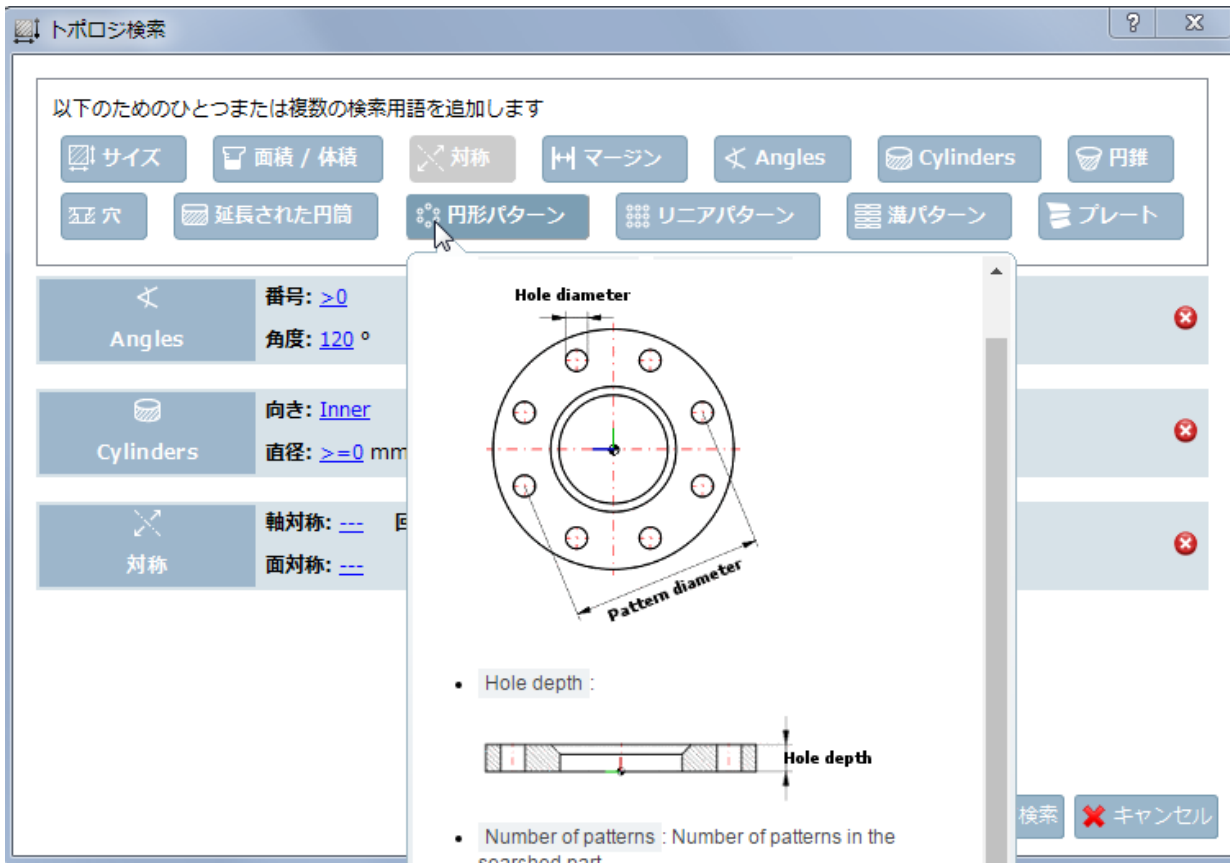 トポロジ検索
以下のためのひとつまたは複数の検索用語を追加します
サイズ 面積 / 体積 対称 マージン Angles Cylinders 円錐
穴 延長された円筒 円形パターン リニアパターン 溝パターン プレート
Angles
番号: >0
角度: 120 °
Cylinders
向き: Inner
直径: >=0 mm
対称
軸対称: ---
面対称: ---
Hole diameter
Pattern diameter
Hole depth :
Hole depth
Number of patterns : Number of patterns in the
searshed part
検索 キャンセル